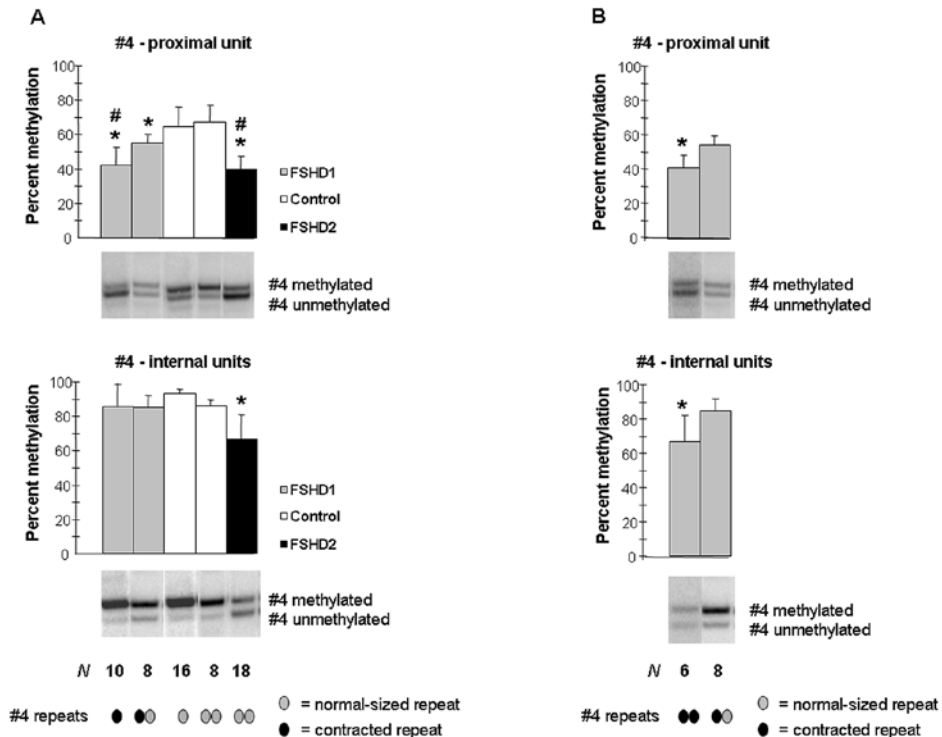 A
#4 - proximal unit
Percent methylation
100
80
60
40
20
0
#
*
*
#
*
FSHD1
Control
FSHD2
#4 methylated
#4 unmethylated
#4 - internal units
Percent methylation
100
80
60
40
20
0
*
FSHD1
Control
FSHD2
#4 methylated
#4 unmethylated
N 10 8 16 8 18
#4 repeats
= normal-sized repeat
= contracted repeat
B
#4 - proximal unit
Percent methylation
100
80
60
40
20
0
*
#4 methylated
#4 unmethylated
#4 - internal units
Percent methylation
100
80
60
40
20
0
*
#4 methylated
#4 unmethylated
N 6 8
#4 repeats
= normal-sized repeat
= contracted repeat